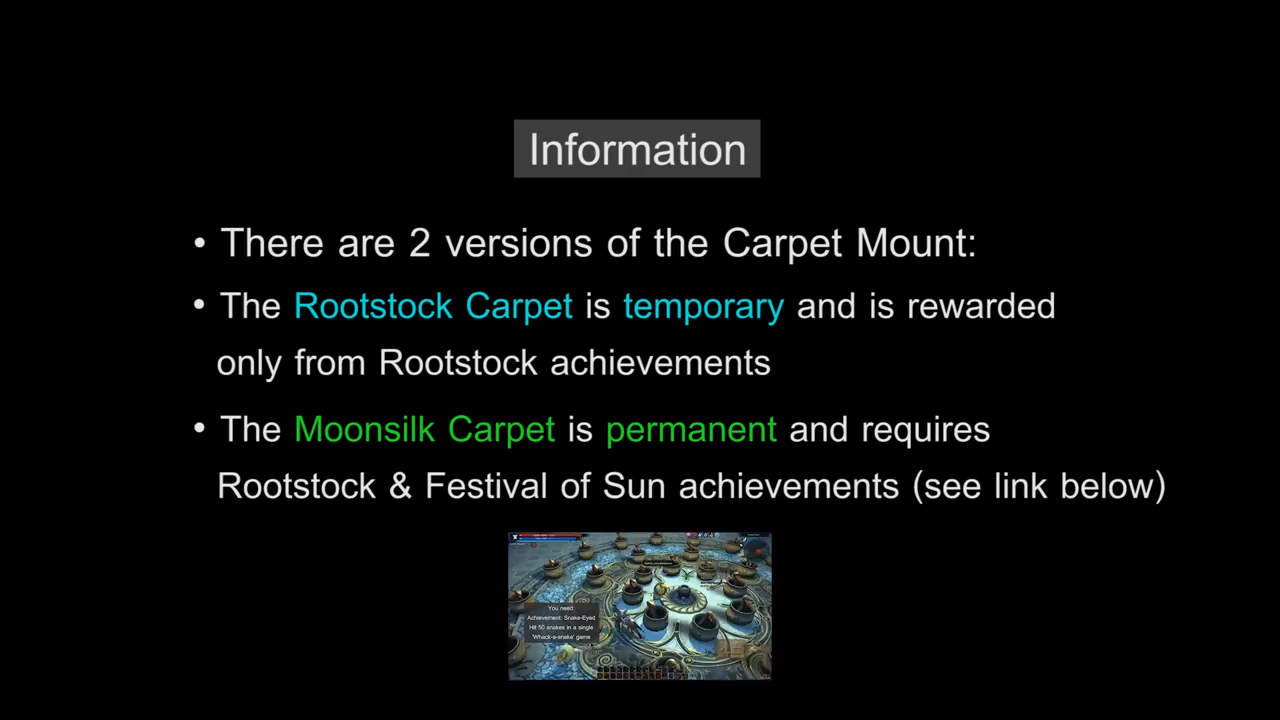 Information
• There are 2 versions of the Carpet Mount:
• The Rootstock Carpet is temporary and is rewarded
only from Rootstock achievements
• The Moonsilk Carpet is permanent and requires
Rootstock & Festival of Sun achievements (see link below)
You need:
Achievement: Snake-Eyed
Hit 50 snakes in a single
'Whack-a-snake' game